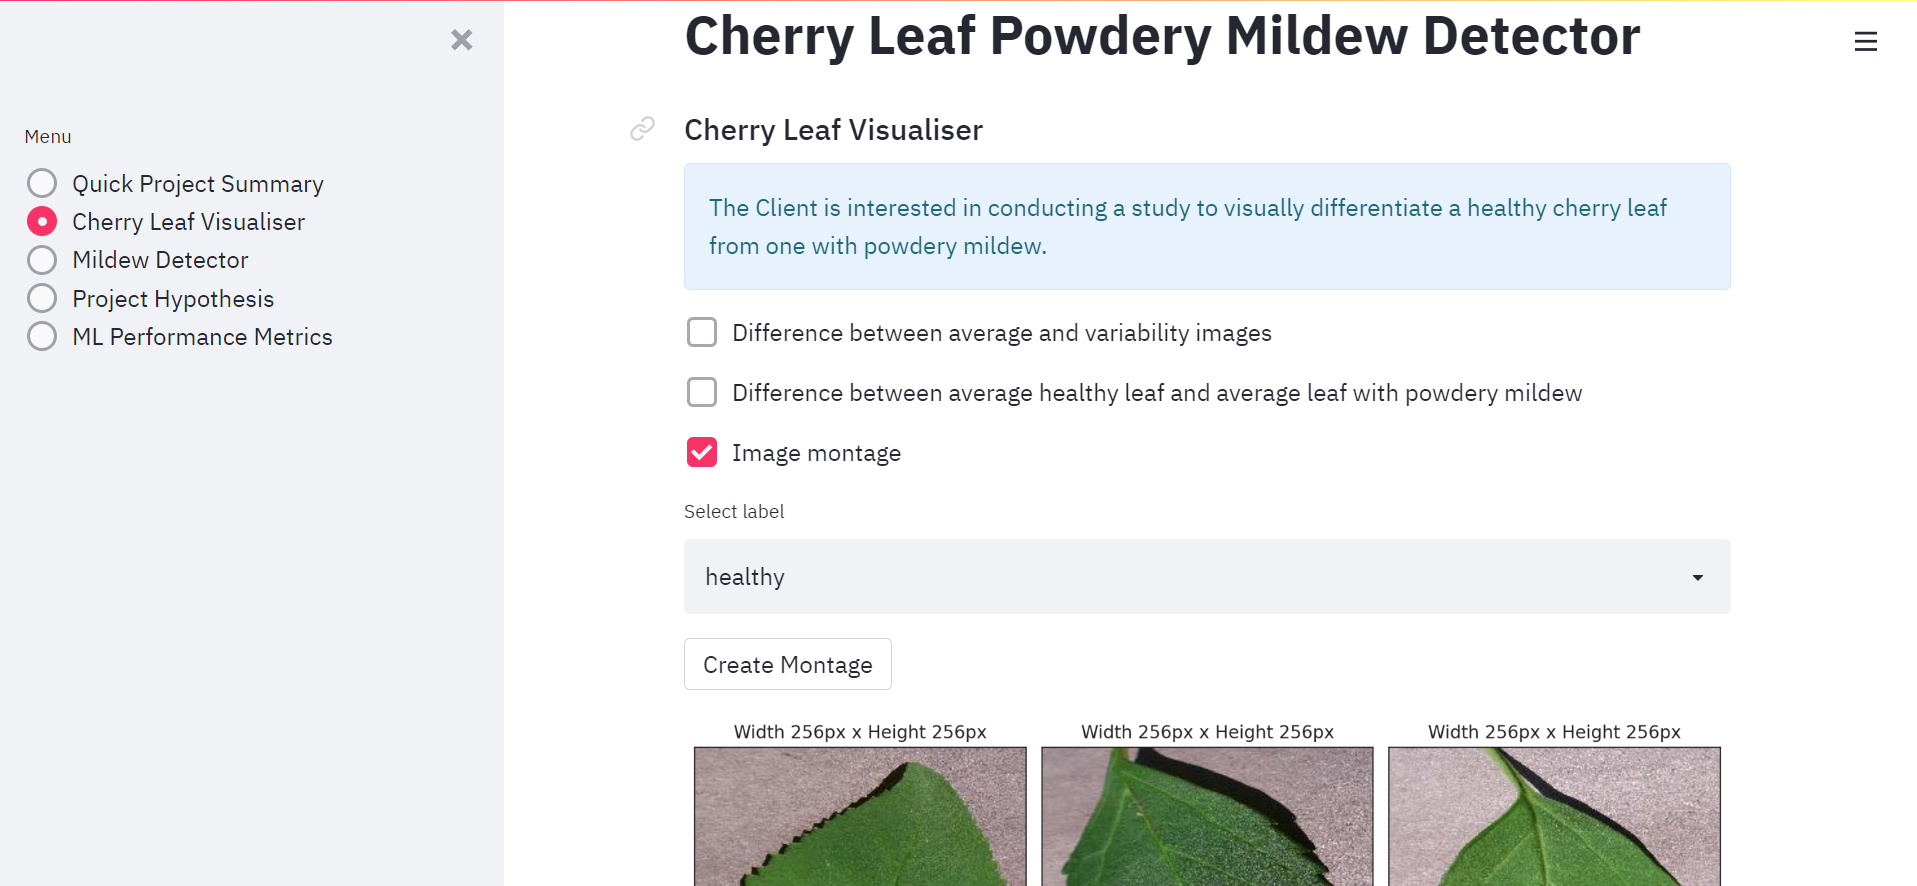 Cherry Leaf Powdery Mildew Detector
Menu
Quick Project Summary
Cherry Leaf Visualiser
Mildew Detector
Project Hypothesis
ML Performance Metrics
Cherry Leaf Visualiser
The Client is interested in conducting a study to visually differentiate a healthy cherry leaf
from one with powdery mildew.
Difference between average and variability images
Difference between average healthy leaf and average leaf with powdery mildew
Image montage
Select label
healthy
Create Montage
Width 256px x Height 256px
Width 256px x Height 256px
Width 256px x Height 256px